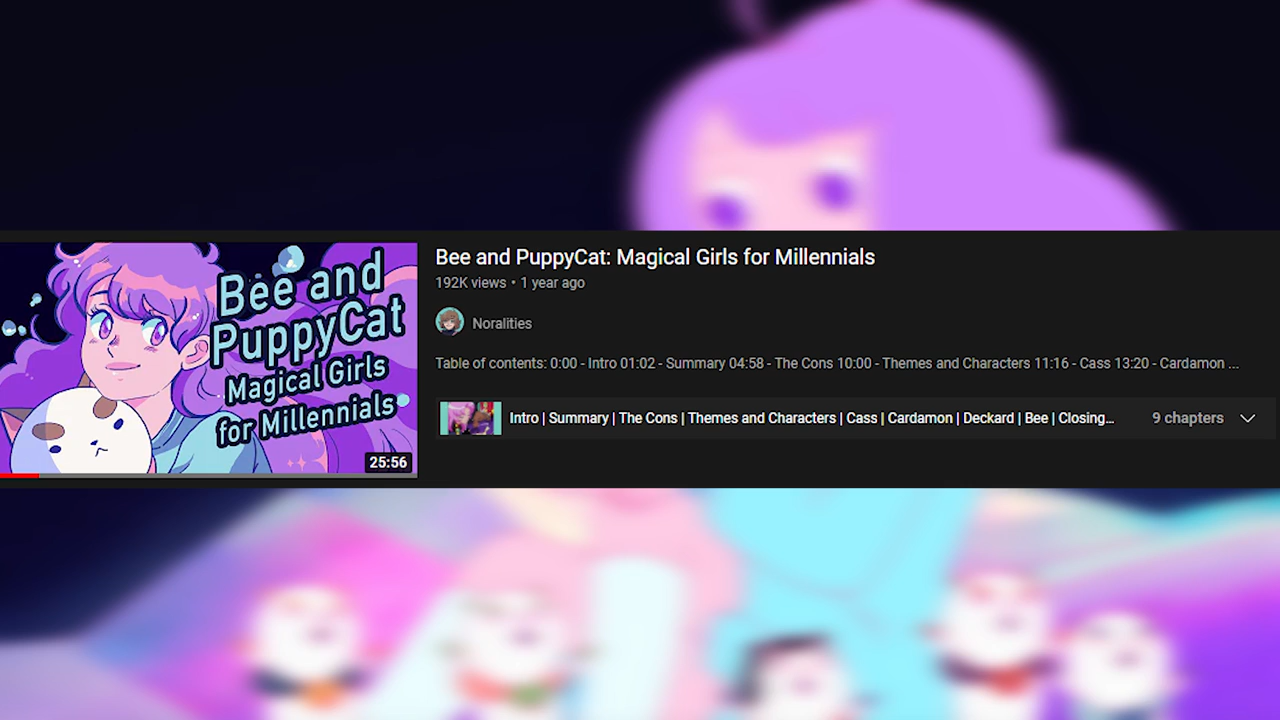 Bee and
PuppyCat
Magical Girls
for Millennials
25:56
Bee and PuppyCat: Magical Girls for Millennials
192K views • 1 year ago
Noralities
Table of contents: 0:00 - Intro 01:02 - Summary 04:58 - The Cons 10:00 - Themes and Characters 11:16 - Cass 13:20 - Cardamon ...
Intro | Summary | The Cons | Themes and Characters | Cass | Cardamon | Deckard | Bee | Closing...
9 chapters